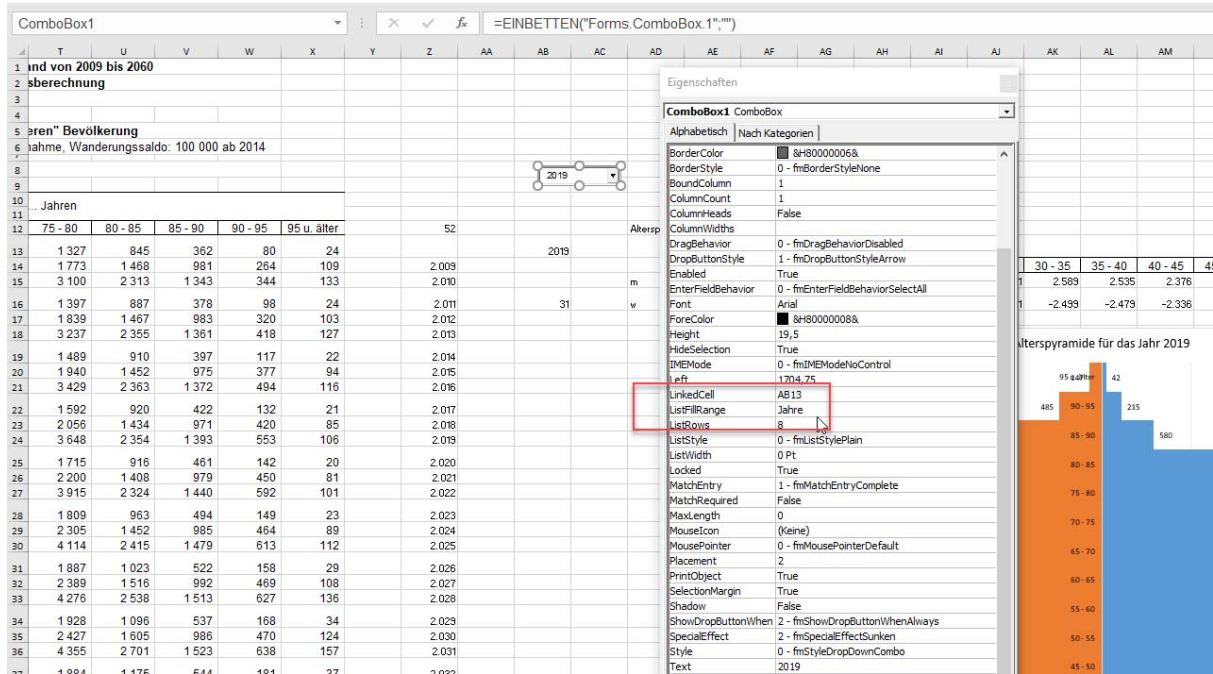 ComboBox1 =EINBETTEN("Forms.ComboBox.1";"")
T U V W X Y Z AA AB AC AD AE AF AG AH AI AJ AK AL AM
1 and von 2009 bis 2060
2 sberechnung
3
4
5 eren" Bevölkerung
6 nahme, Wanderungssaldo: 100 000 ab 2014
7
8 2019
9
10 ... Jahren
11
12 75 - 80 80 - 85 85 - 90 90 - 95 95 u. älter 52 Altersp
13 1 327 845 362 80 24 2019
14 1 773 1 468 981 264 109 2.009 30 - 35 35 - 40 40 - 45
15 3 100 2 313 1 343 344 133 2.010 m 2.589 2.535 2.376
16 1 397 887 378 98 24 2.011 31 w -2.499 -2.479 -2.336
17 1 839 1 467 983 320 103 2.012
18 3 237 2 355 1 361 418 127 2.013
19 1 489 910 397 117 22 2.014
20 1 940 1 452 975 377 94 2.015
21 3 429 2 363 1 372 494 116 2.016
22 1 592 920 422 132 21 2.017
23 2 056 1 434 971 420 85 2.018
24 3 648 2 354 1 393 553 106 2.019
25 1 715 916 461 142 20 2.020
26 2 200 1 408 979 450 81 2.021
27 3 915 2 324 1 440 592 101 2.022
28 1 809 963 494 149 23 2.023
29 2 305 1 452 985 464 89 2.024
30 4 114 2 415 1 479 613 112 2.025
31 1 887 1 023 522 158 29 2.026
32 2 389 1 516 992 469 108 2.027
33 4 276 2 538 1 513 627 136 2.028
34 1 928 1 096 537 168 34 2.029
35 2 427 1 605 986 470 124 2.030
36 4 355 2 701 1 523 638 157 2.031
Eigenschaften
ComboBox1 ComboBox
Alphabetisch Nach Kategorien
BorderColor &H80000006&
BorderStyle 0 - fmBorderStyleNone
BoundColumn 1
ColumnCount 1
ColumnHeads False
ColumnWidths
DragBehavior 0 - fmDragBehaviorDisabled
DropButtonStyle 1 - fmDropButtonStyleArrow
Enabled True
EnterFieldBehavior 0 - fmEnterFieldBehaviorSelectAll
Font Arial
ForeColor &H80000008&
Height 19,5
HideSelection True
IMEMode 0 - fmIMEModeNoControl
Left 1704,75
LinkedCell AB13
ListFillRange Jahre
ListRows 8
ListStyle 0 - fmListStylePlain
ListWidth 0 Pt
Locked True
MatchEntry 1 - fmMatchEntryComplete
MatchRequired False
MaxLength 0
MouseIcon (Keine)
MousePointer 0 - fmMousePointerDefault
Placement 2
PrintObject True
SelectionMargin True
Shadow False
ShowDropButtonWhen 2 - fmShowDropButtonWhenAlways
SpecialEffect 2 - fmSpecialEffectSunken
Style 0 - fmStyleDropDownCombo
Text 2019
Alterspyramide für das Jahr 2019
42
485 90 - 95 215
85 - 90 580
80 - 85
75 - 80
70 - 75
65 - 70
60 - 65
55 - 60
50 - 55
45 - 50